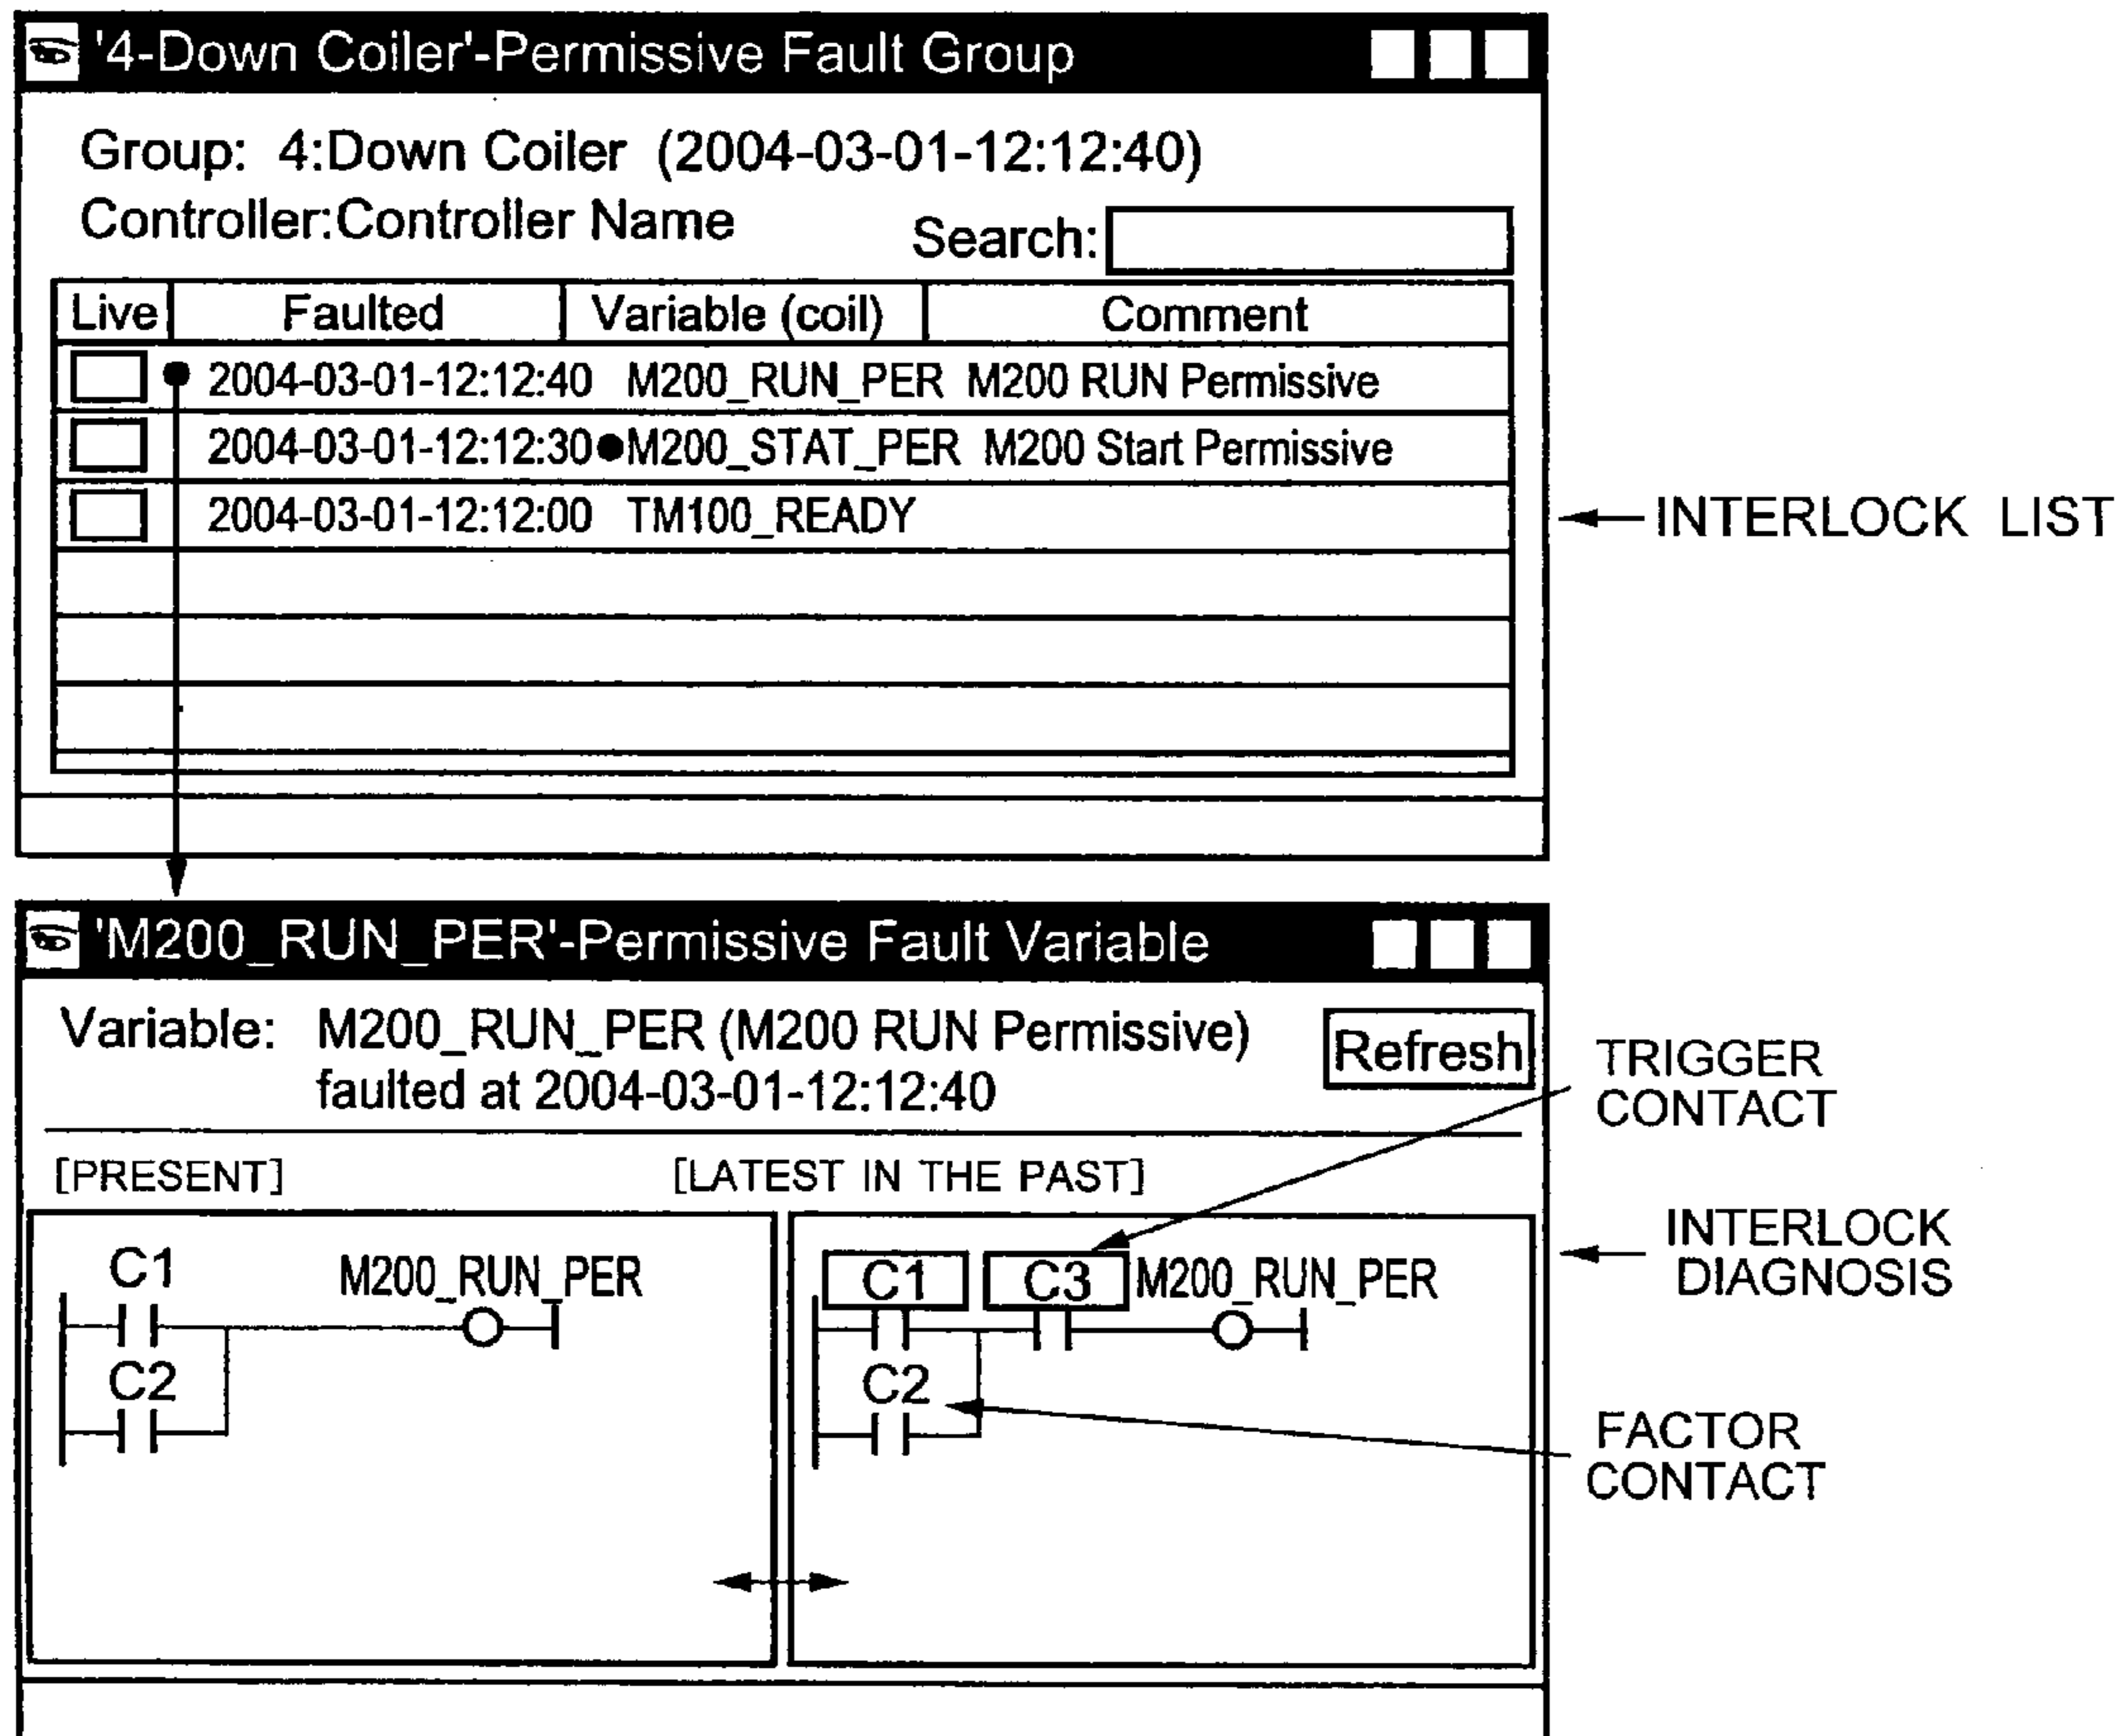 '4-Down Coiler'-Permissive Fault Group
Group: 4:Down Coiler (2004-03-01-12:12:40)
Controller:Controller Name
Search:
Live Faulted Variable (coil) Comment
2004-03-01-12:12:40 M200_RUN_PER M200 RUN Permissive
2004-03-01-12:12:30 M200_STAT_PER M200 Start Permissive
2004-03-01-12:12:00 TM100_READY
INTERLOCK LIST
'M200_RUN_PER'-Permissive Fault Variable
Variable: M200_RUN_PER (M200 RUN Permissive)
faulted at 2004-03-01-12:12:40
Refresh
TRIGGER
CONTACT
[PRESENT] [LATEST IN THE PAST]
C1 M200_RUN_PER
C2
C1 C3 M200_RUN_PER
C2
INTERLOCK
DIAGNOSIS
FACTOR
CONTACT